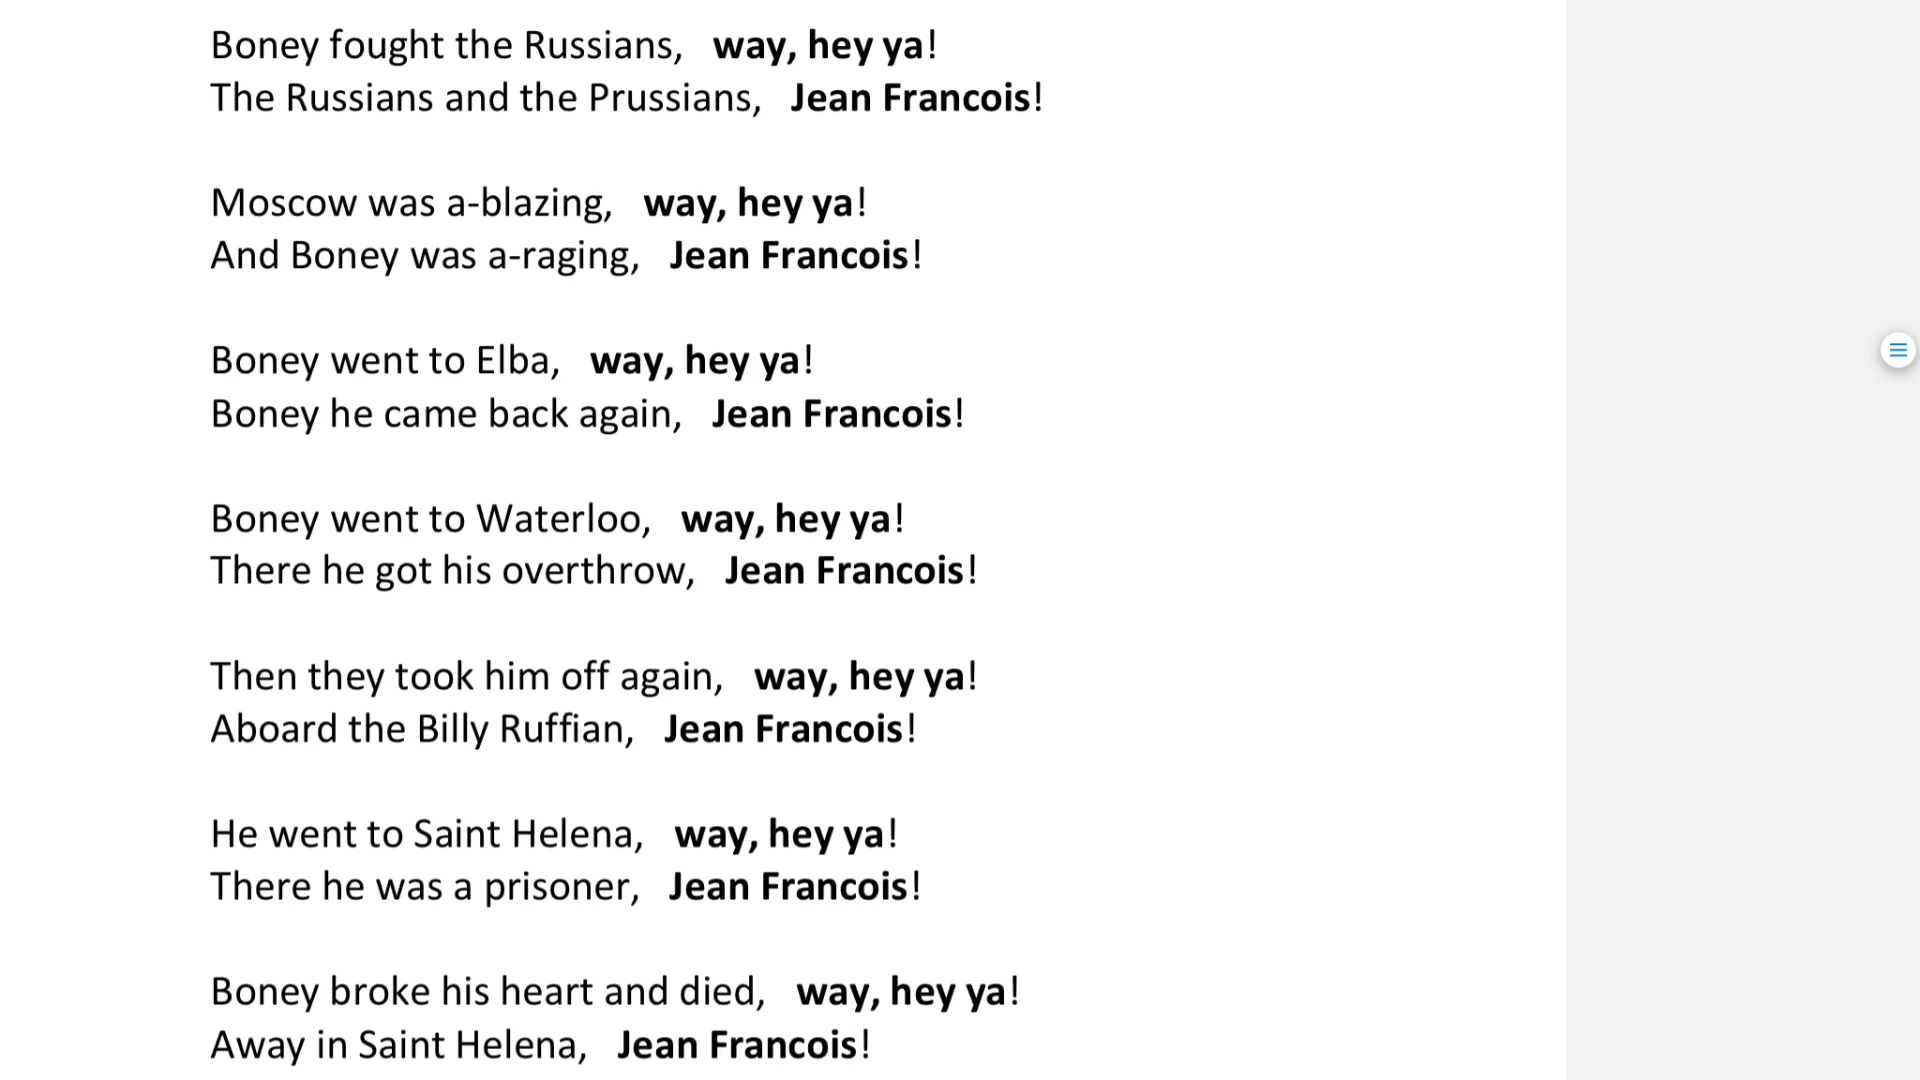 Boney fought the Russians, way, hey ya!
The Russians and the Prussians, Jean Francois!
Moscow was a-blazing, way, hey ya!
And Boney was a-raging, Jean Francois!
Boney went to Elba, way, hey ya!
Boney he came back again, Jean Francois!
Boney went to Waterloo, way, hey ya!
There he got his overthrow, Jean Francois!
Then they took him off again, way, hey ya!
Aboard the Billy Ruffian, Jean Francois!
He went to Saint Helena, way, hey ya!
There he was a prisoner, Jean Francois!
Boney broke his heart and died, way, hey ya!
Away in Saint Helena, Jean Francois!